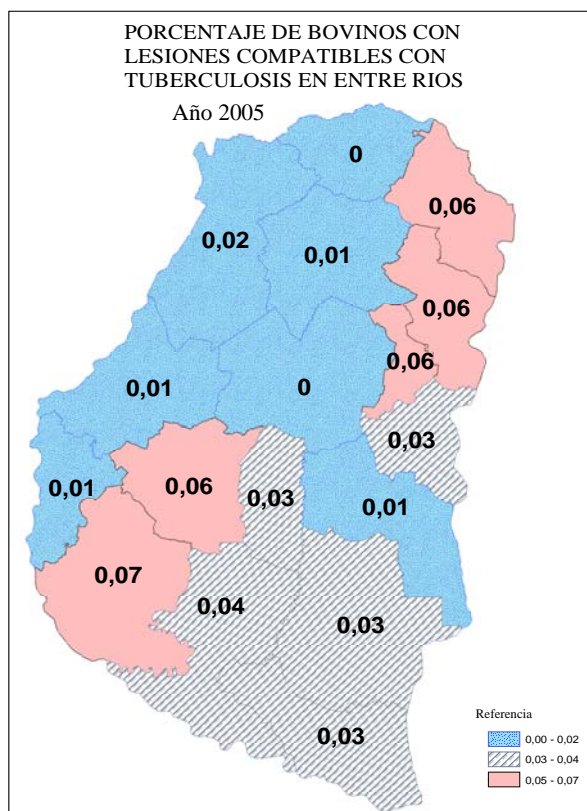 PORCENTAJE DE BOVINOS CON
LESIONES COMPATIBLES CON
TUBERCULOSIS EN ENTRE RIOS
Año 2005
0
0,06
0,02
0,01
0,06
0,06
0,01
0
0,03
0,06
0,03
0,01
0,01
0,07
0,04
0,03
0,03
Referencia
0,00 - 0,02
0,03 - 0,04
0,05 - 0,07